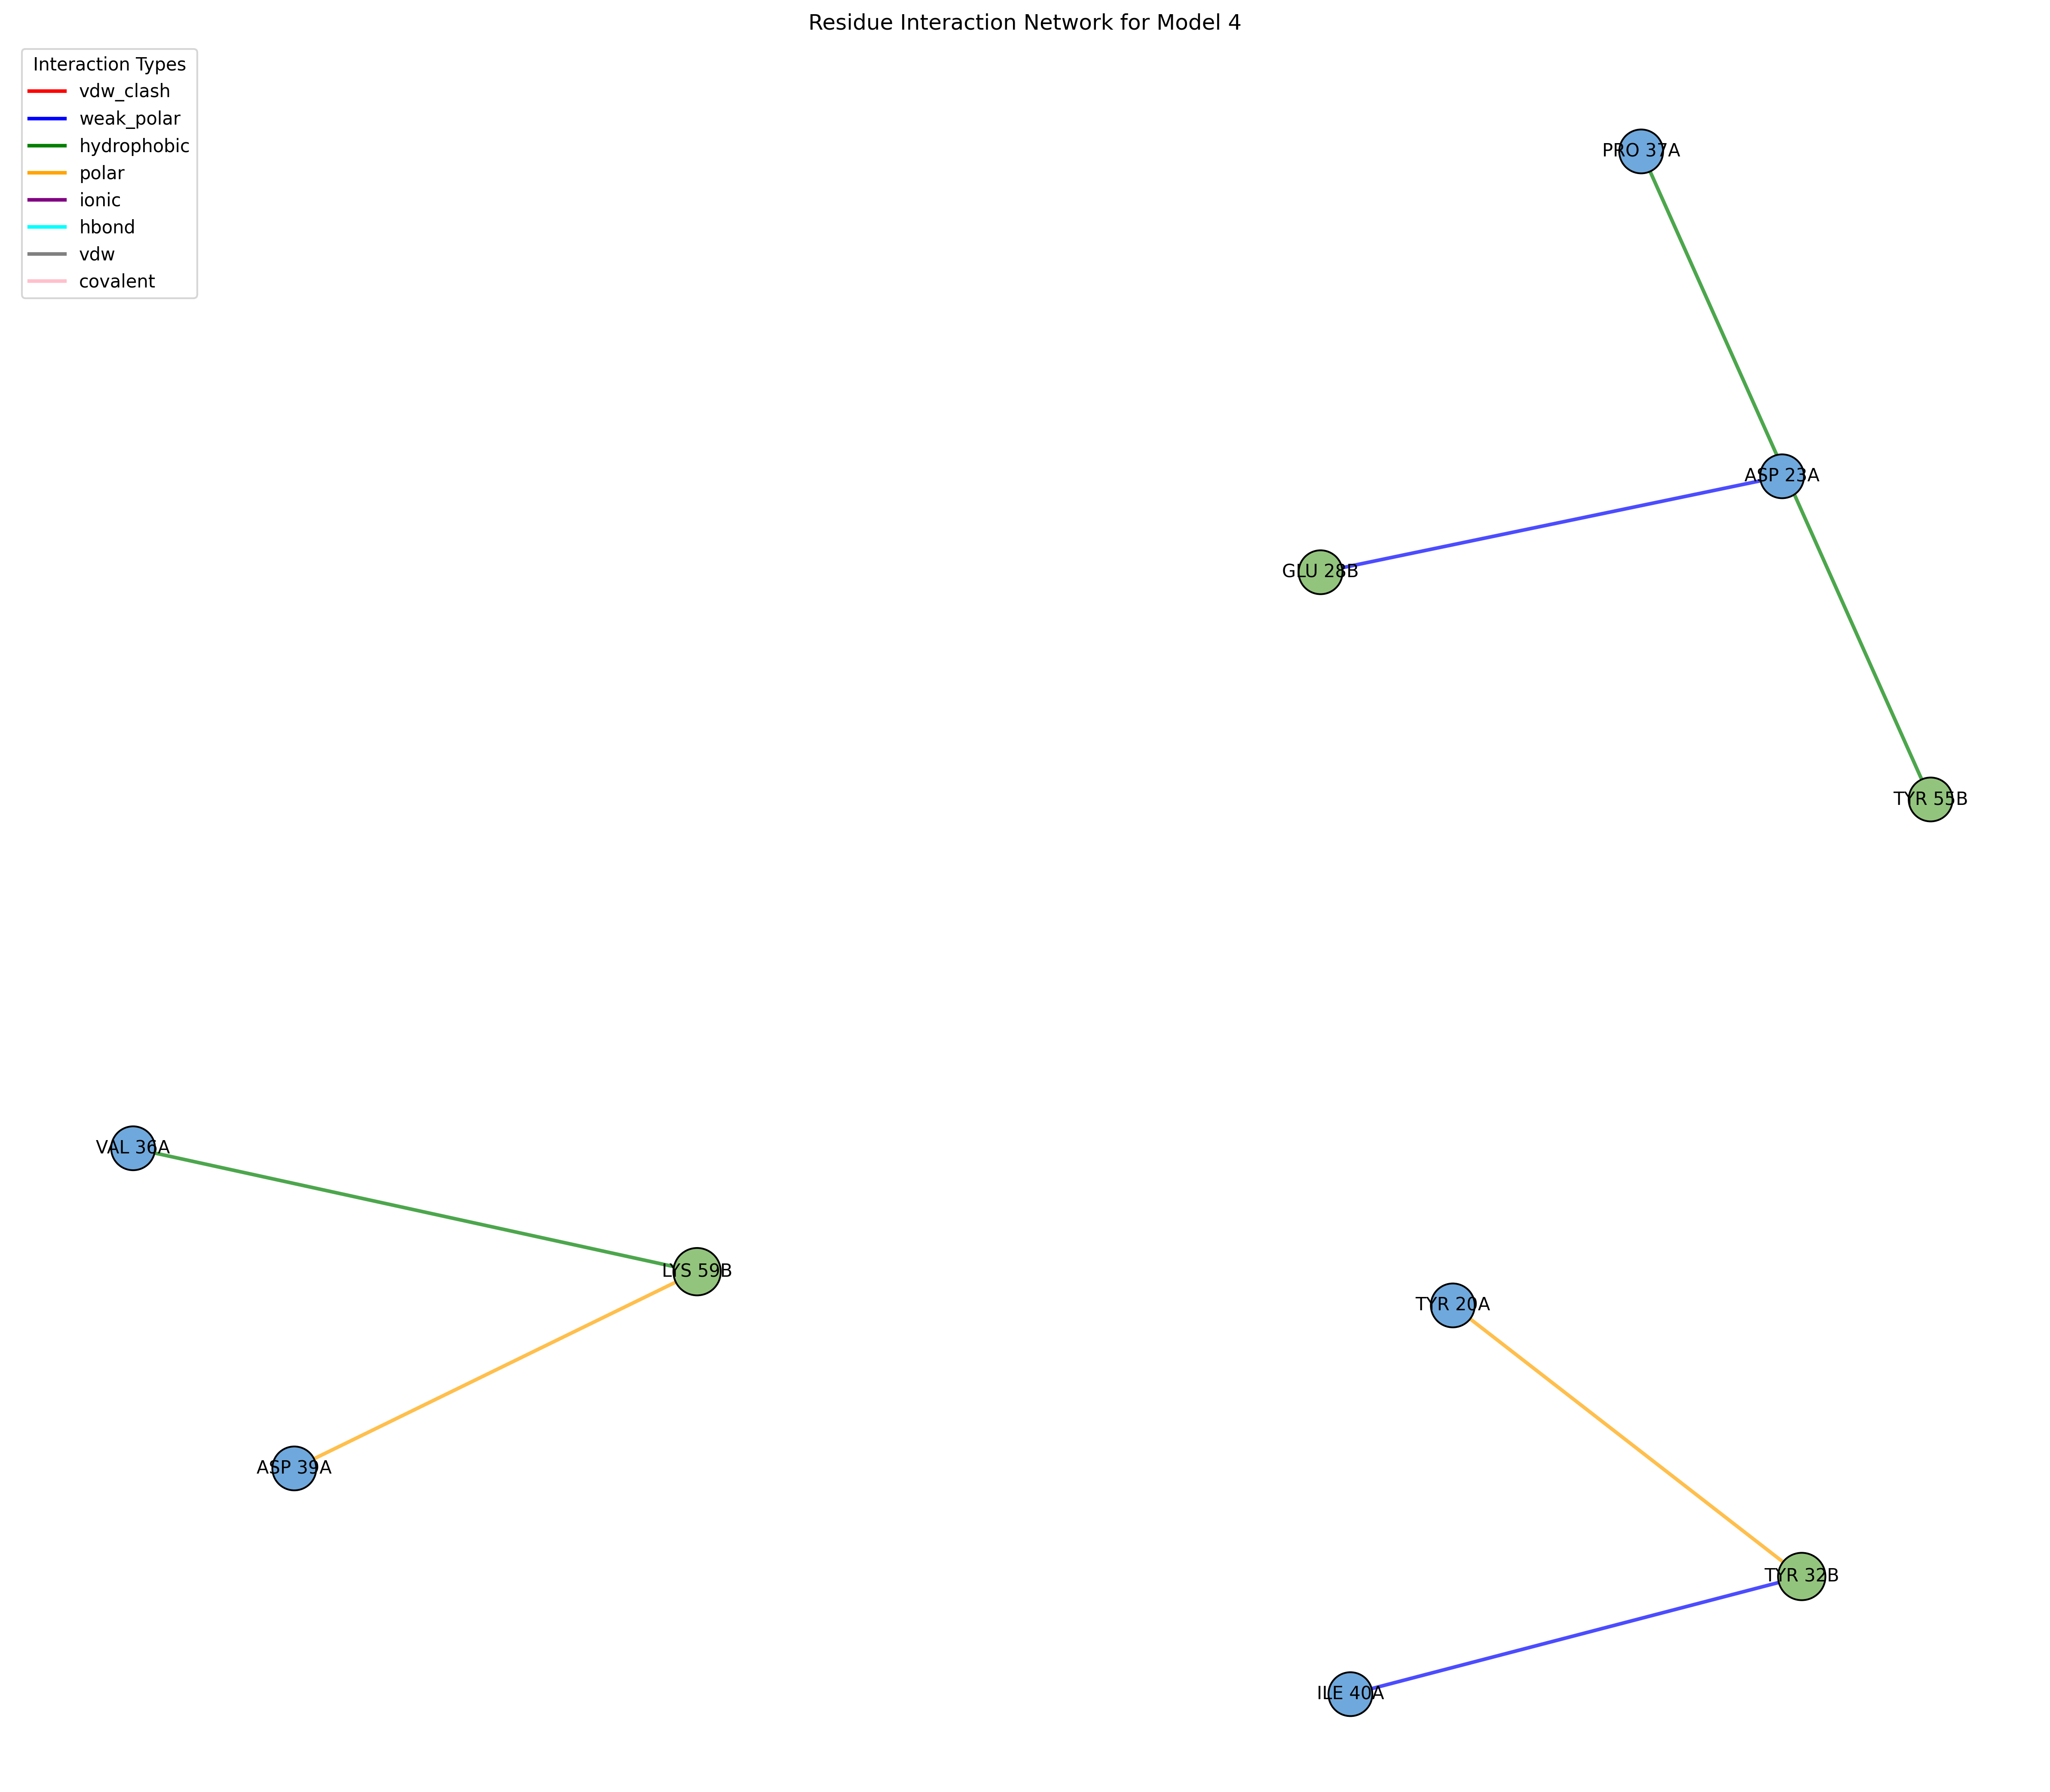 Residue Interaction Network for Model 4
Interaction Types
vdw_clash
weak_polar
hydrophobic
polar
ionic
hbond
vdw
covalent
PRO 37A
ASP 23A
GLU 28B
TYR 55B
VAL 36A
LYS 59B
TYR 20A
ASP 39A
TYR 32B
ILE 40A